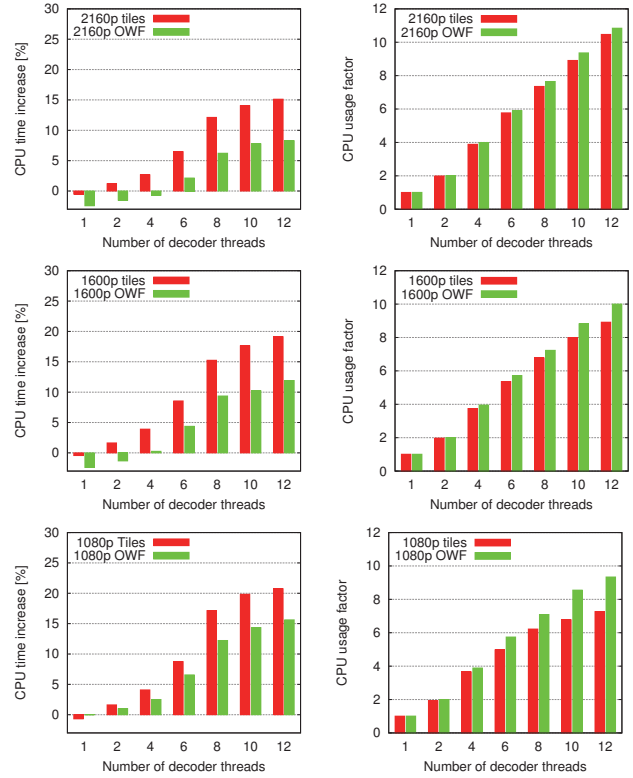 2160p tiles
2160p OWF
CPU time increase [%]
30
25
20
15
10
5
0
1 2 4 6 8 10 12
Number of decoder threads
2160p tiles
2160p OWF
CPU usage factor
12
10
8
6
4
2
0
1 2 4 6 8 10 12
Number of decoder threads
1600p tiles
1600p OWF
CPU time increase [%]
30
25
20
15
10
5
0
1 2 4 6 8 10 12
Number of decoder threads
1600p tiles
1600p OWF
CPU usage factor
12
10
8
6
4
2
0
1 2 4 6 8 10 12
Number of decoder threads
1080p Tiles
1080p OWF
CPU time increase [%]
30
25
20
15
10
5
0
1 2 4 6 8 10 12
Number of decoder threads
1080p tiles
1080p OWF
CPU usage factor
12
10
8
6
4
2
0
1 2 4 6 8 10 12
Number of decoder threads